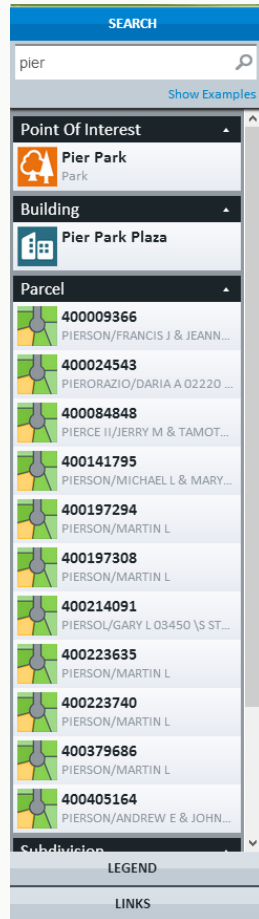 SEARCH
pier
Show Examples
Point Of Interest
Pier Park
Park
Building
Pier Park Plaza
Parcel
400009366
PIERSON/FRANCIS J & JEANN...
400024543
PIERORAZIO/DARIA A 02220 ...
400084848
PIERCE II/JERRY M & TAMOT...
400141795
PIERSON/MICHAEL L & MARY...
400197294
PIERSON/MARTIN L
400197308
PIERSON/MARTIN L
400214091
PIERSOL/GARY L 03450 \S ST...
400223635
PIERSON/MARTIN L
400223740
PIERSON/MARTIN L
400379686
PIERSON/MARTIN L
400405164
PIERSON/ANDREW E & JOHN...
Subdivision
LEGEND
LINKS